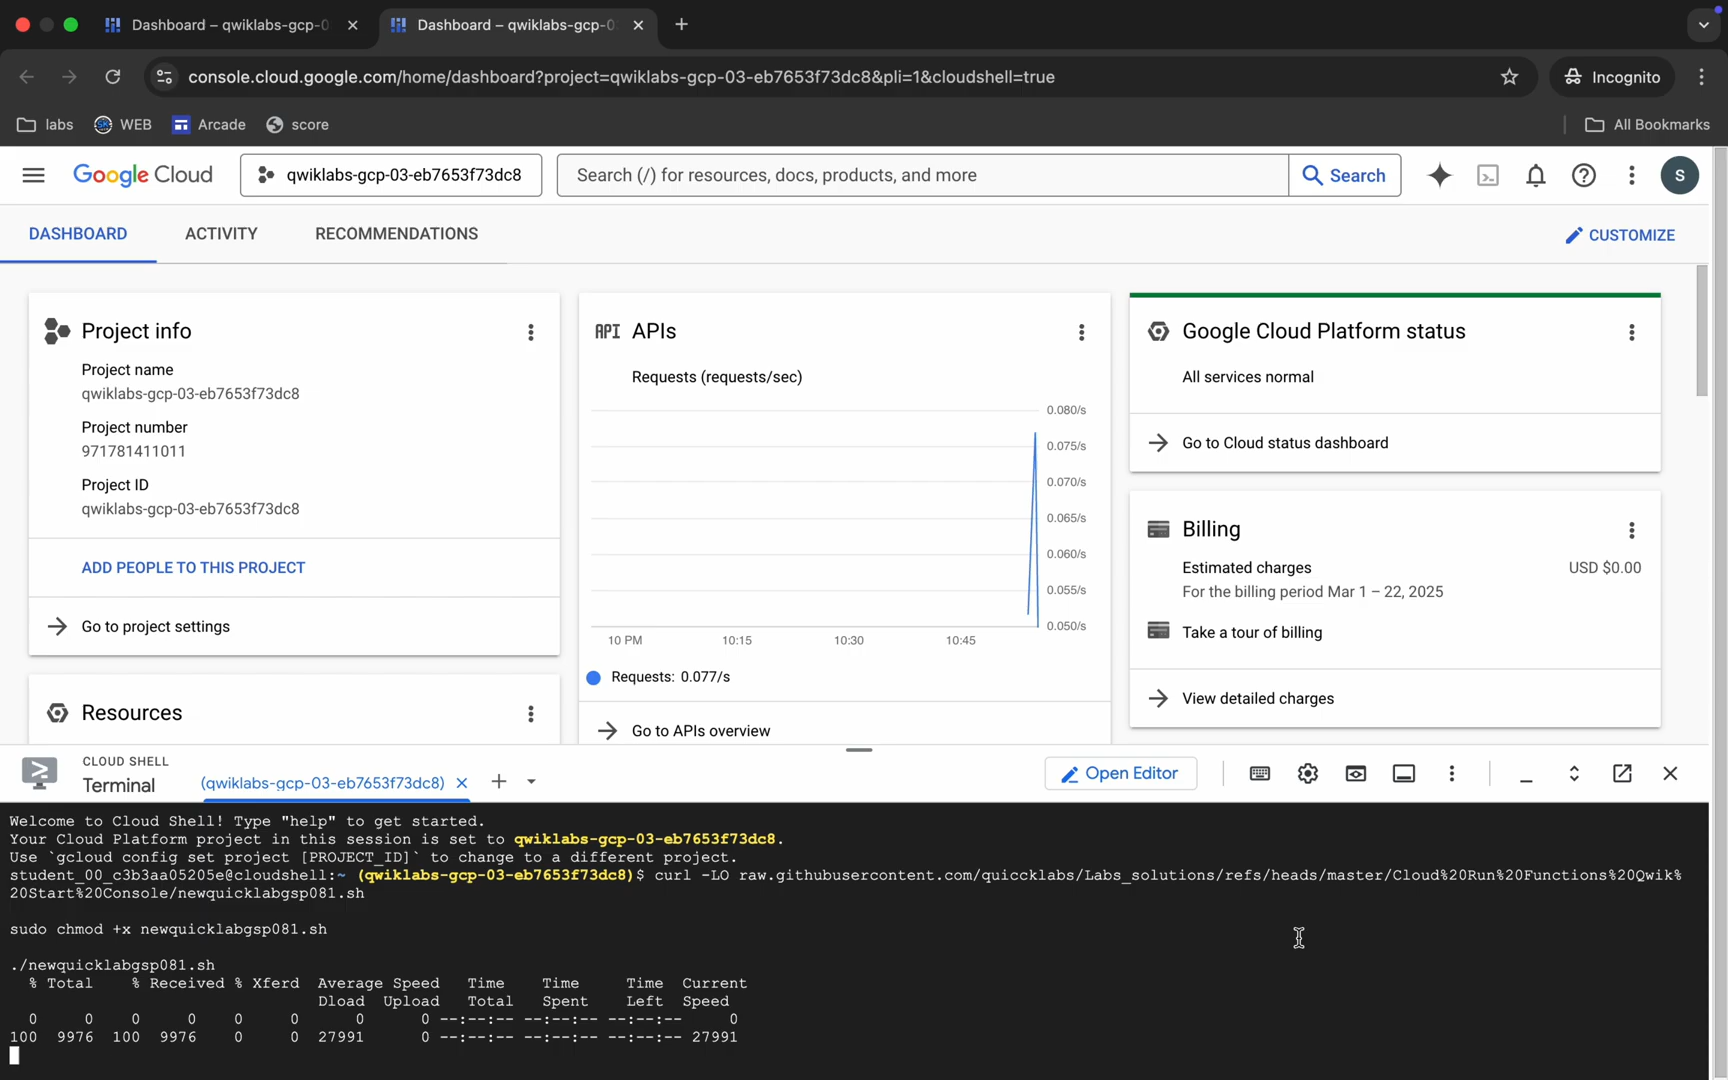 Dashboard – qwiklabs-gcp-0
Dashboard – qwiklabs-gcp-0
console.cloud.google.com/home/dashboard?project=qwiklabs-gcp-03-eb7653f73dc8&pli=1&cloudshell=true
Incognito
labs
WEB
Arcade
score
All Bookmarks
Google Cloud
qwiklabs-gcp-03-eb7653f73dc8
Search (/) for resources, docs, products, and more
Search
S
DASHBOARD
ACTIVITY
RECOMMENDATIONS
CUSTOMIZE
Project info
Project name
qwiklabs-gcp-03-eb7653f73dc8
Project number
971781411011
Project ID
qwiklabs-gcp-03-eb7653f73dc8
ADD PEOPLE TO THIS PROJECT
Go to project settings
Resources
API APIs
Requests (requests/sec)
0.080/s
0.075/s
0.070/s
0.065/s
0.060/s
0.055/s
0.050/s
10 PM 10:15 10:30 10:45
Requests: 0.077/s
Go to APIs overview
Google Cloud Platform status
All services normal
Go to Cloud status dashboard
Billing
Estimated charges USD $0.00
For the billing period Mar 1 – 22, 2025
Take a tour of billing
View detailed charges
CLOUD SHELL
Terminal
(qwiklabs-gcp-03-eb7653f73dc8)
Open Editor
Welcome to Cloud Shell! Type "help" to get started.
Your Cloud Platform project in this session is set to qwiklabs-gcp-03-eb7653f73dc8.
Use `gcloud config set project [PROJECT_ID]` to change to a different project.
student_00_c3b3aa05205e@cloudshell:~ (qwiklabs-gcp-03-eb7653f73dc8)$ curl -LO raw.githubusercontent.com/quiccklabs/Labs_solutions/refs/heads/master/Cloud%20Run%20Functions%20Qwik%
20Start%20Console/newquicklabgsp081.sh
sudo chmod +x newquicklabgsp081.sh
./newquicklabgsp081.sh
% Total % Received % Xferd Average Speed Time Time Time Current
Dload Upload Total Spent Left Speed
0 0 0 0 0 0 0 0 --:--:-- --:--:-- --:--:-- 0
100 9976 100 9976 0 0 27991 0 --:--:-- --:--:-- --:--:-- 27991